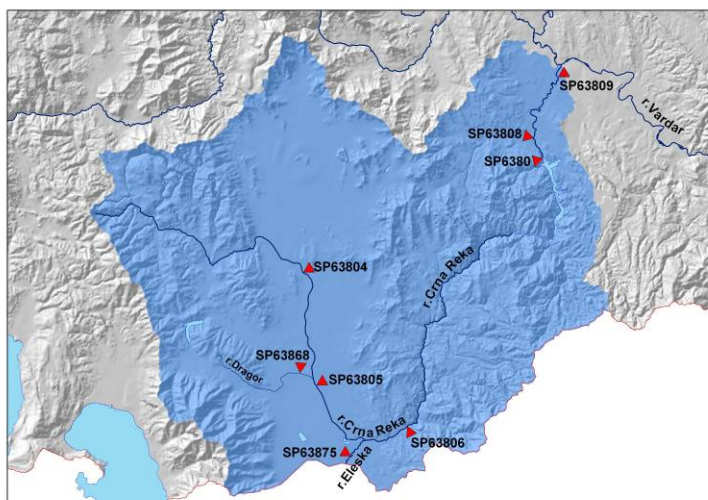 SP63809
r.Vardar
SP63808
SP6380
SP63804
r.Crna Reka
SP63868
r.Dragor
SP63805
r.Crna Reka
SP63806
SP63875
r.Eleska